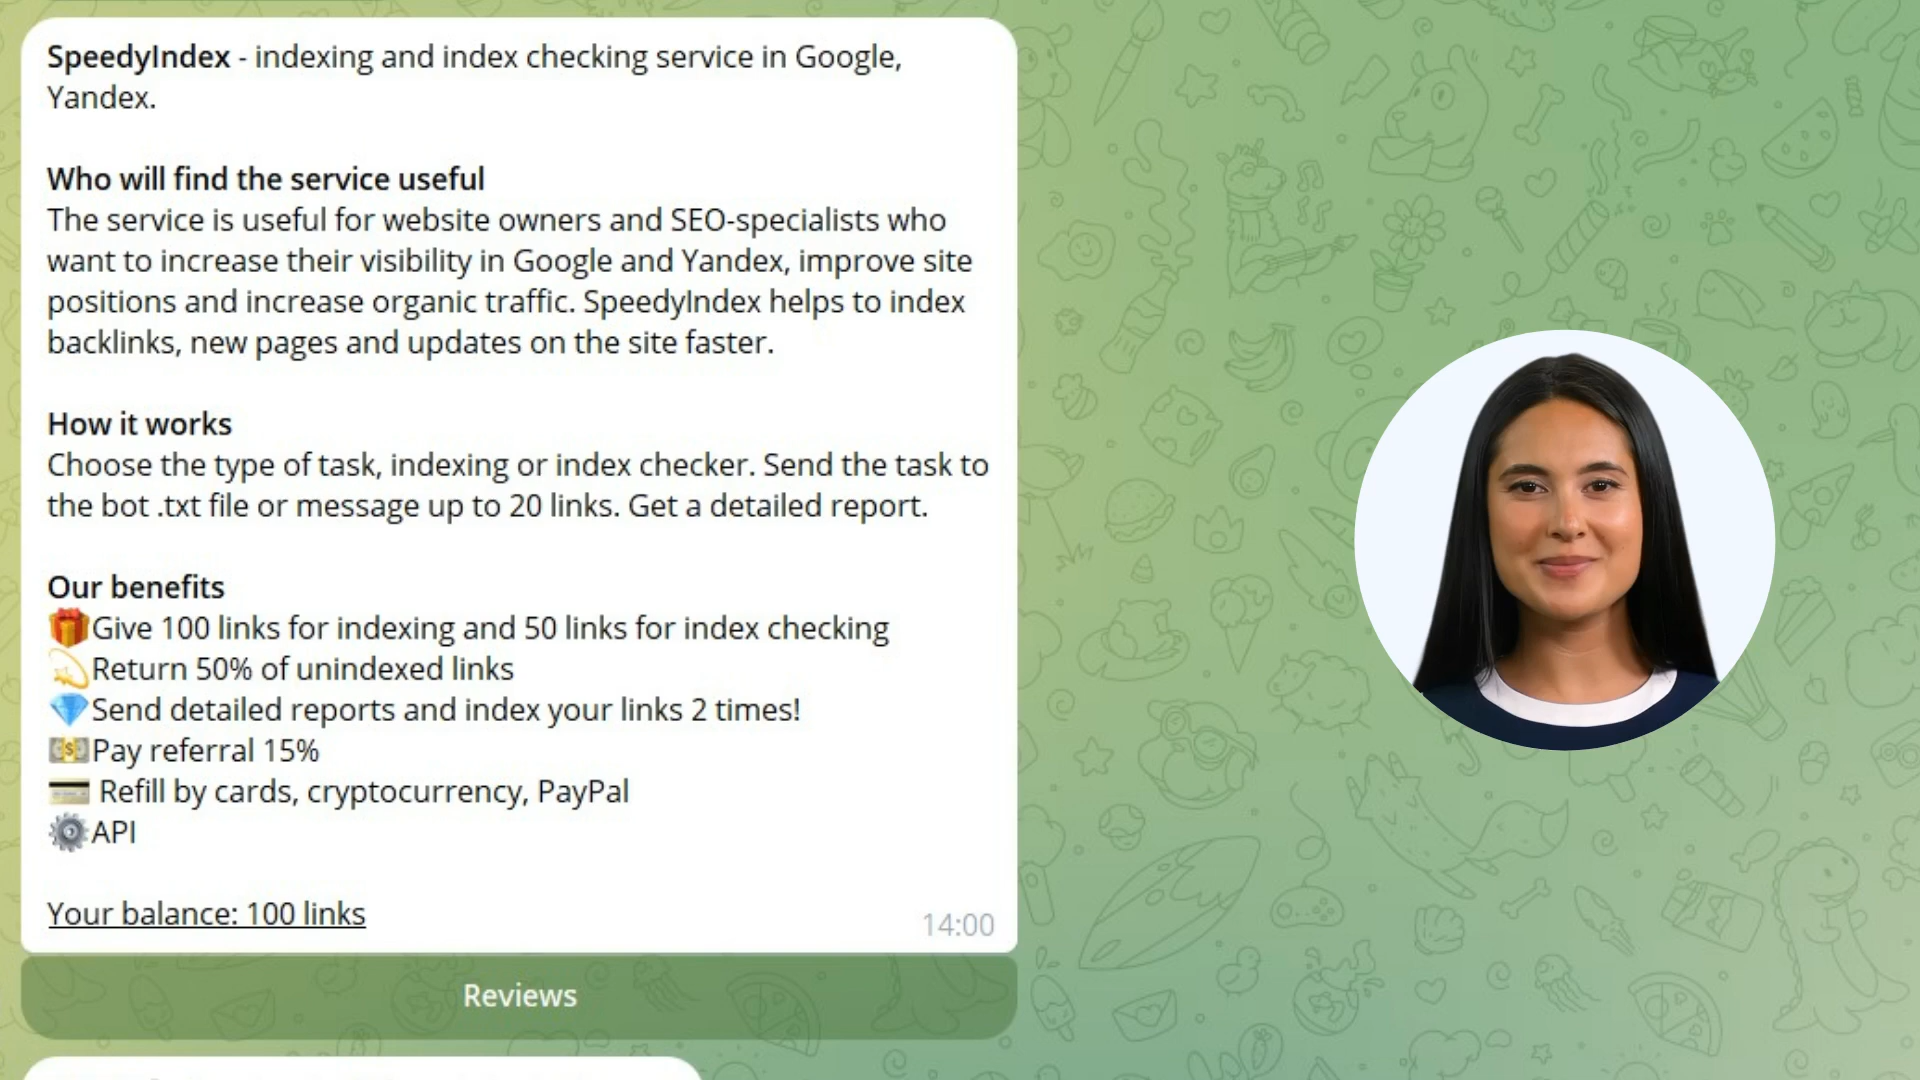 SpeedyIndex - indexing and index checking service in Google,
Yandex.
Who will find the service useful
The service is useful for website owners and SEO-specialists who
want to increase their visibility in Google and Yandex, improve site
positions and increase organic traffic. SpeedyIndex helps to index
backlinks, new pages and updates on the site faster.
How it works
Choose the type of task, indexing or index checker. Send the task to
the bot .txt file or message up to 20 links. Get a detailed report.
Our benefits
🎁Give 100 links for indexing and 50 links for index checking
💫Return 50% of unindexed links
💎Send detailed reports and index your links 2 times!
💵Pay referral 15%
💳 Refill by cards, cryptocurrency, PayPal
⚙️API
Your balance: 100 links
14:00
Reviews